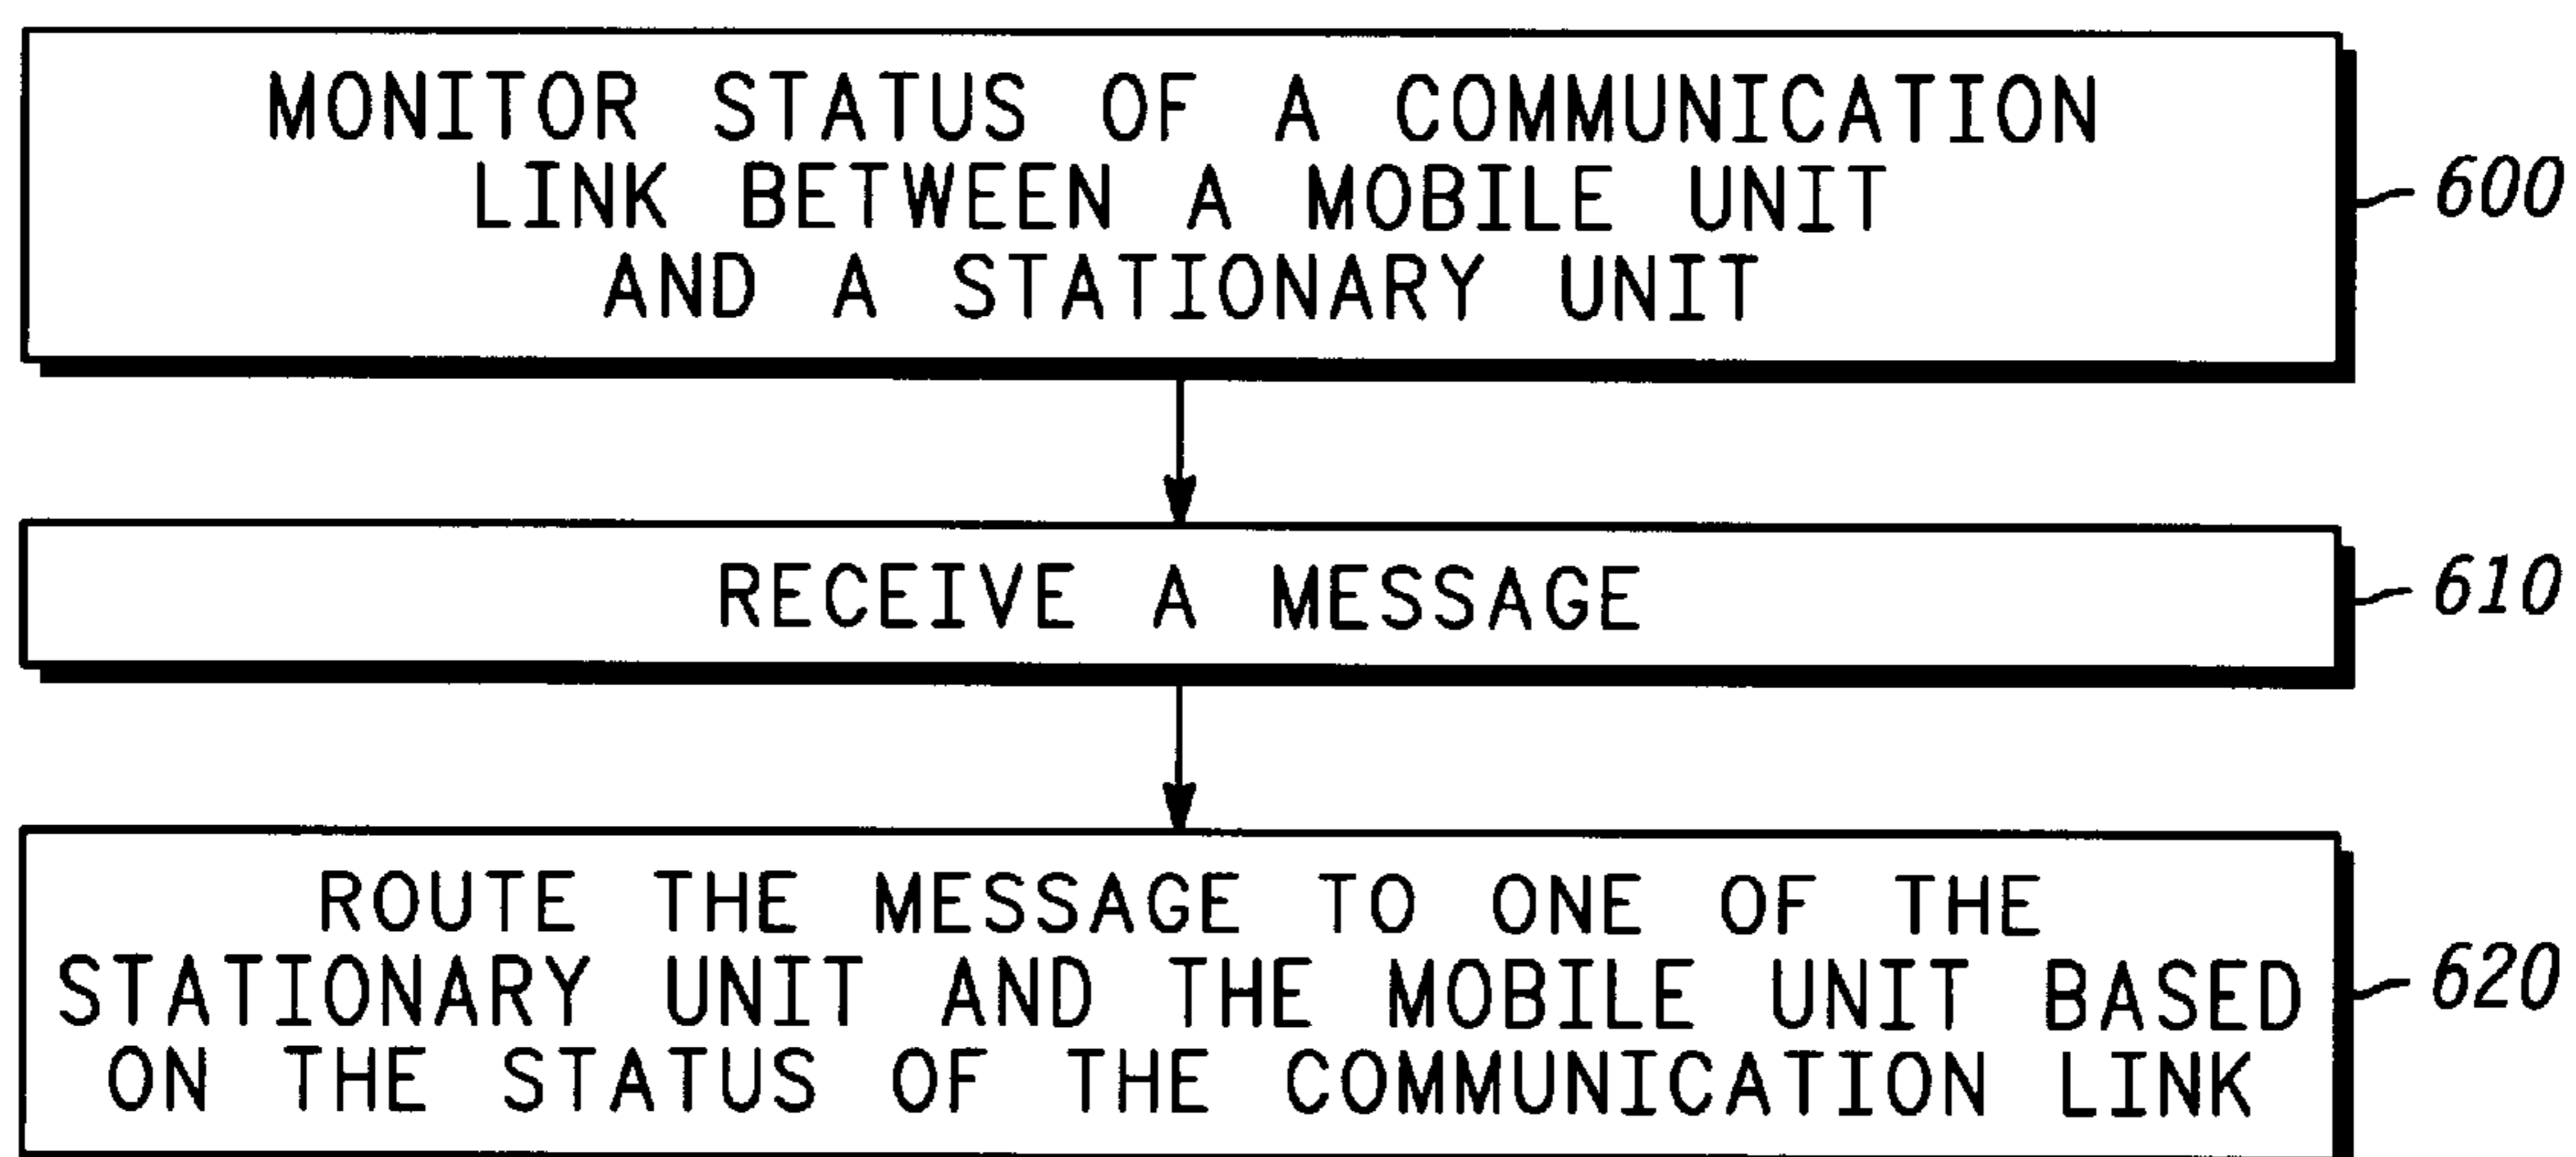 MONITOR STATUS OF A COMMUNICATION
LINK BETWEEN A MOBILE UNIT
AND A STATIONARY UNIT
600
RECEIVE A MESSAGE
610
ROUTE THE MESSAGE TO ONE OF THE
STATIONARY UNIT AND THE MOBILE UNIT BASED
ON THE STATUS OF THE COMMUNICATION LINK
620